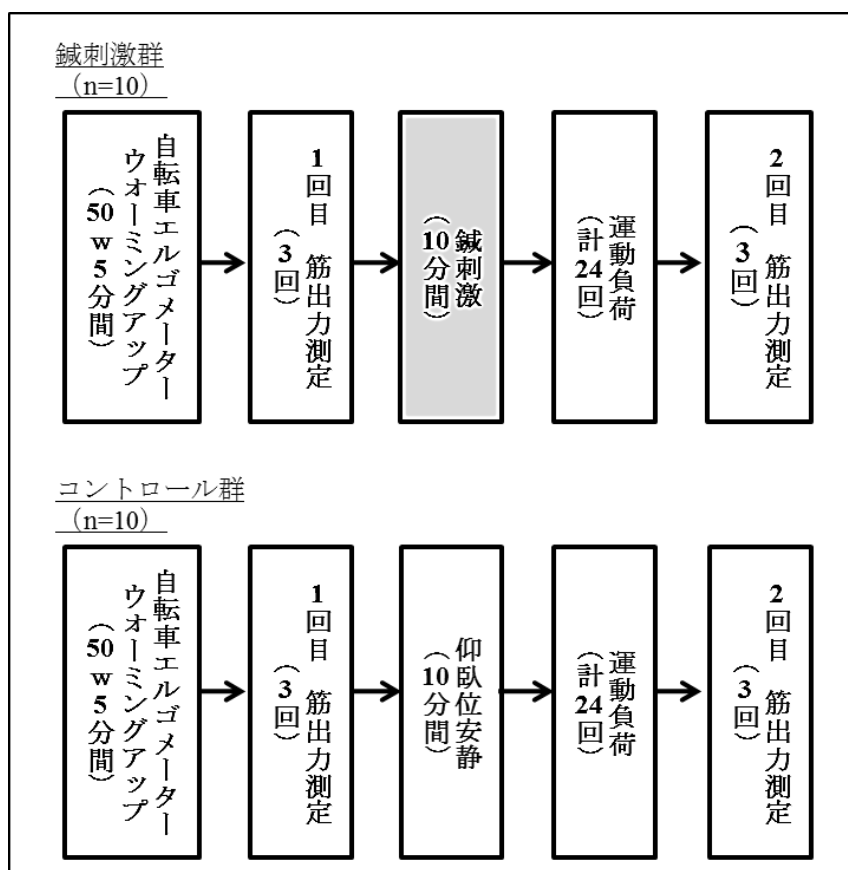 鍼刺激群
（n=10）
自転車エルゴメーター
ウオーミングアップ
（50w5分間）
1回目 筋出力測定
（3回）
鍼刺激
（10分間）
運動負荷
（計24回）
2回目 筋出力測定
（3回）
コントロール群
（n=10）
自転車エルゴメーター
ウオーミングアップ
（50w5分間）
1回目 筋出力測定
（3回）
仰臥位安静
（10分間）
運動負荷
（計24回）
2回目 筋出力測定
（3回）